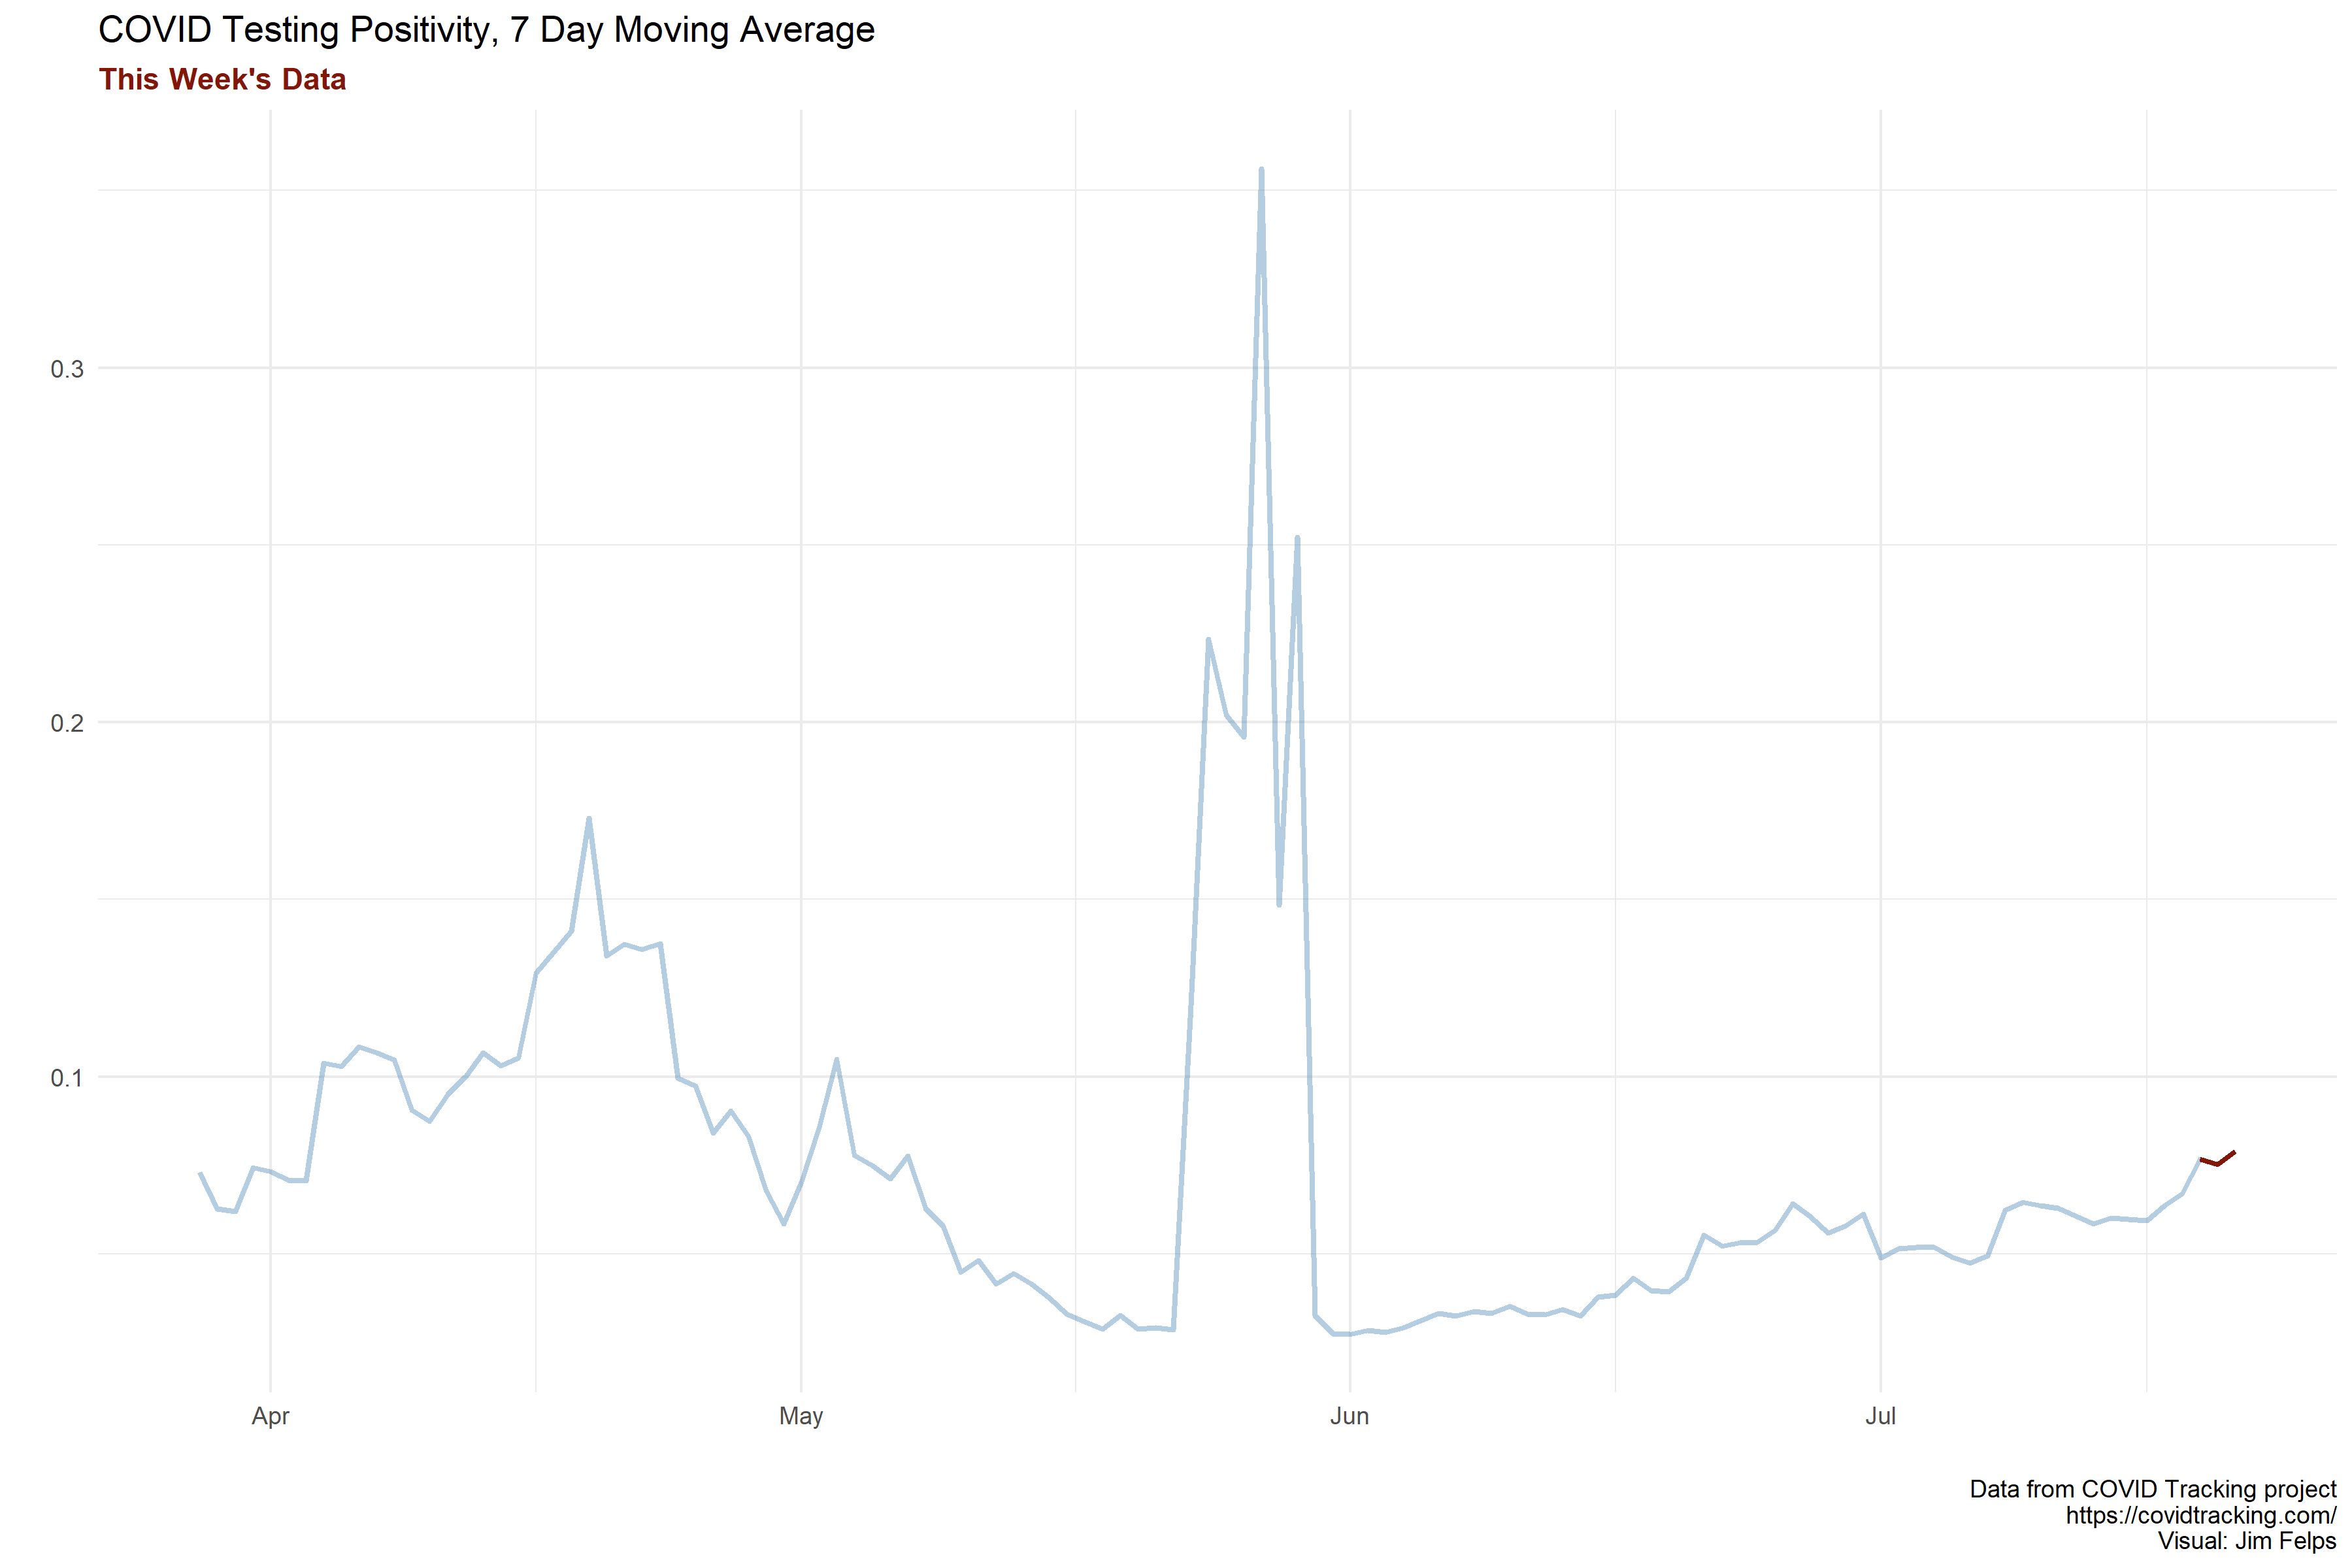 COVID Testing Positivity, 7 Day Moving Average
This Week's Data
0.3
0.2
0.1
Apr May Jun Jul
Data from COVID Tracking project
https://covidtracking.com/
Visual: Jim Felps